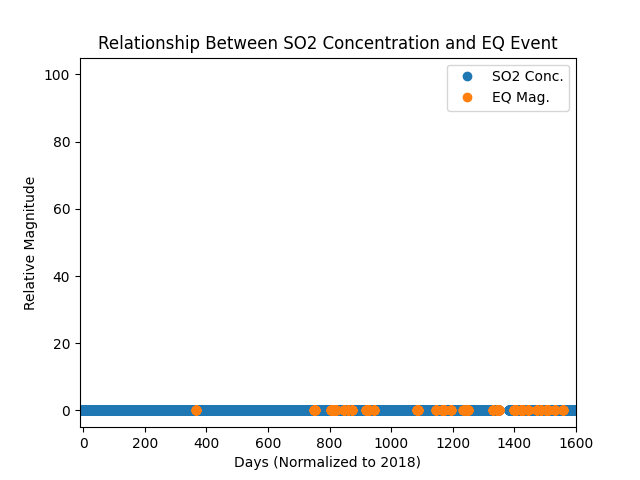 Relationship Between SO2 Concentration and EQ Event
SO2 Conc.
EQ Mag.
Relative Magnitude
100
80
60
40
20
0
0 200 400 600 800 1000 1200 1400 1600
Days (Normalized to 2018)